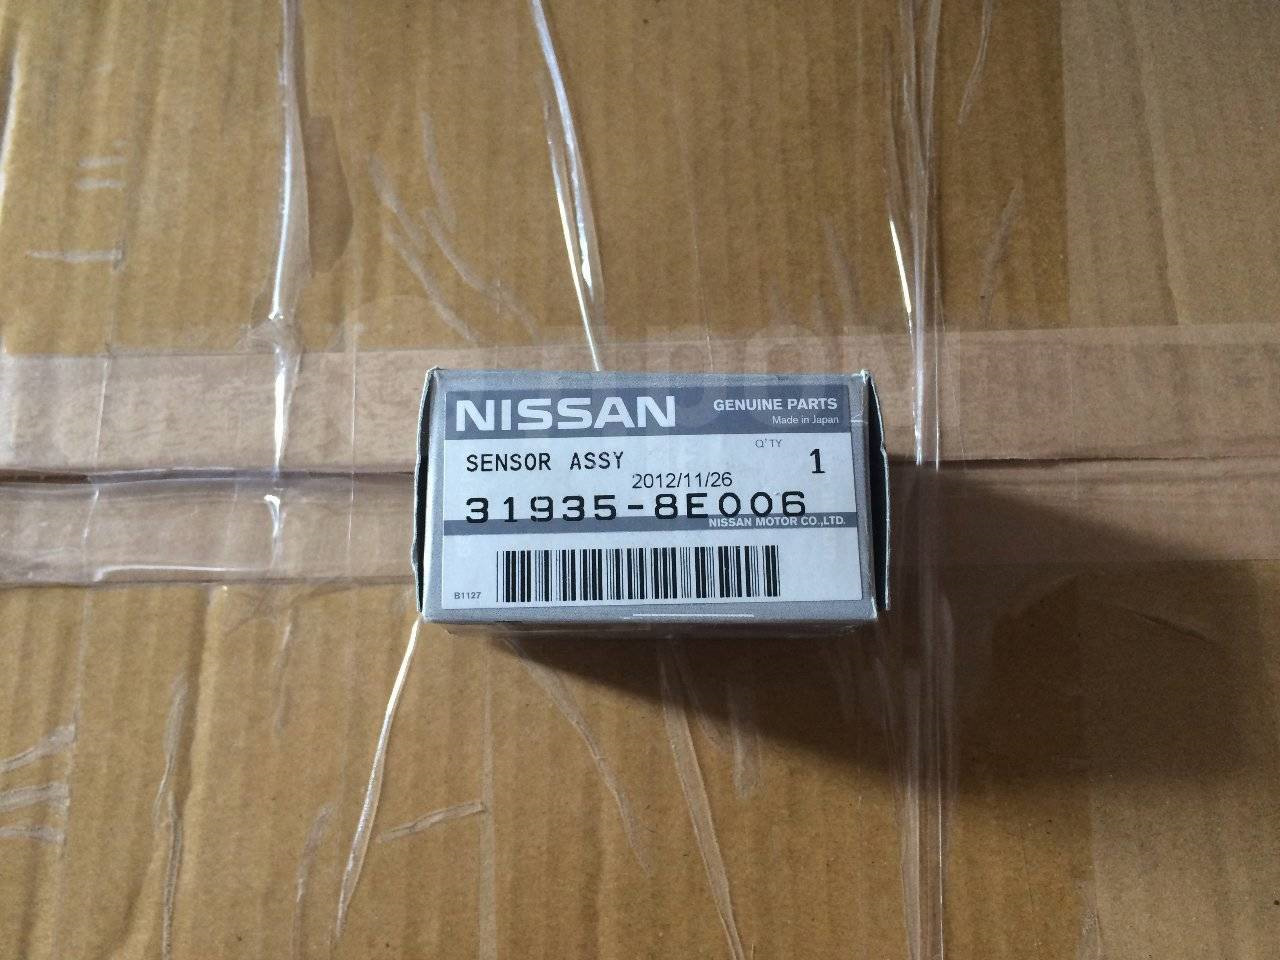 NISSAN GENUINE PARTS
Made in Japan
Q'TY
SENSOR ASSY 1
2012/11/26
31935-8E006
NISSAN MOTOR CO.,LTD.
B1127